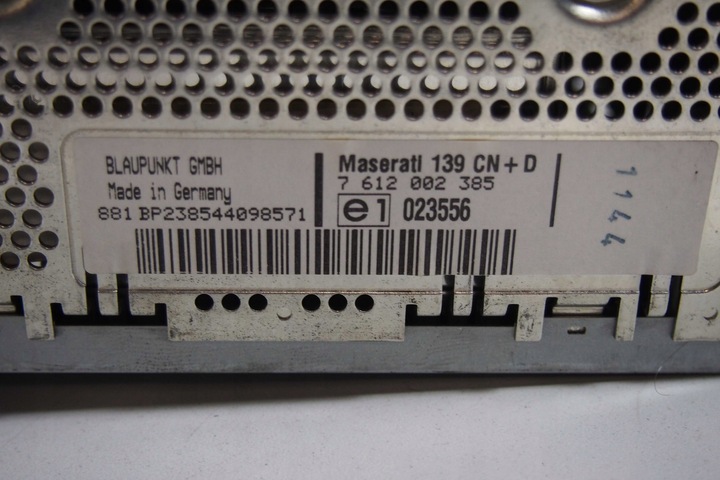 BLAUPUNKT GMBH
Made in Germany
881 BP238544098571
Maserati 139 CN + D
7 612 002 385
e1 023556
1144